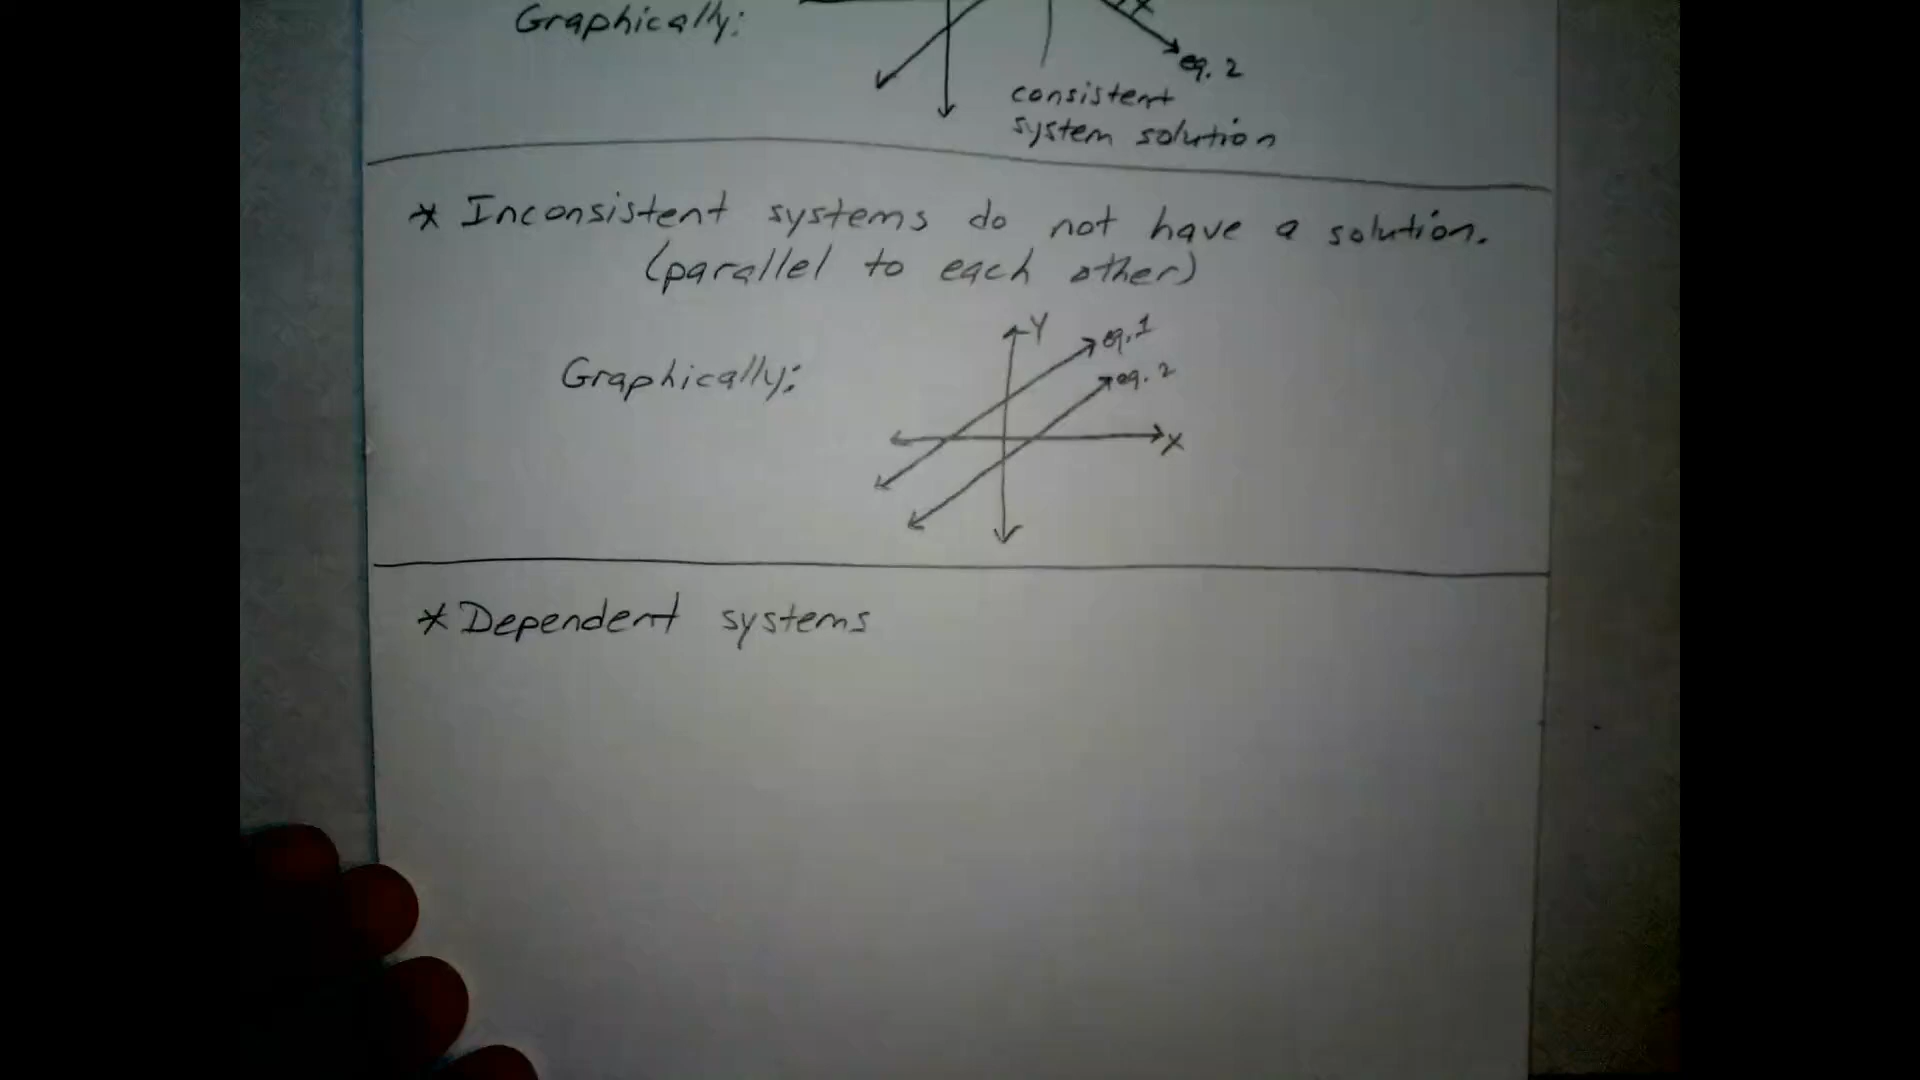 Graphically:
X
eq. 2
consistent
system solution
* Inconsistent systems do not have a solution.
(parallel to each other)
Y
eq. 1
eq. 2
Graphically:
X
* Dependent systems